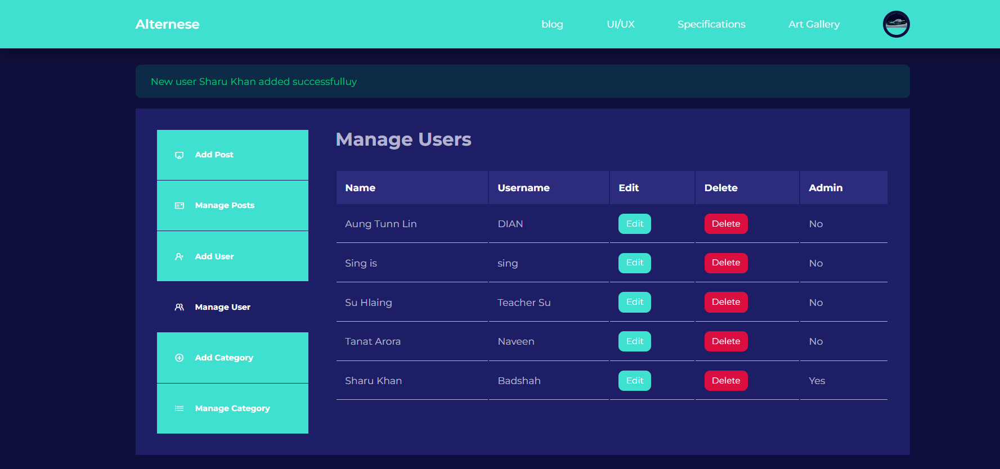 Alternese
blog UI/UX Specifications Art Gallery
New user Sharu Khan added successfulluy
Add Post
Manage Posts
Add User
Manage User
Add Category
Manage Category
Manage Users
Name Username Edit Delete Admin
Aung Tunn Lin DIAN Edit Delete No
Sing is sing Edit Delete No
Su Hlaing Teacher Su Edit Delete No
Tanat Arora Naveen Edit Delete No
Sharu Khan Badshah Edit Delete Yes